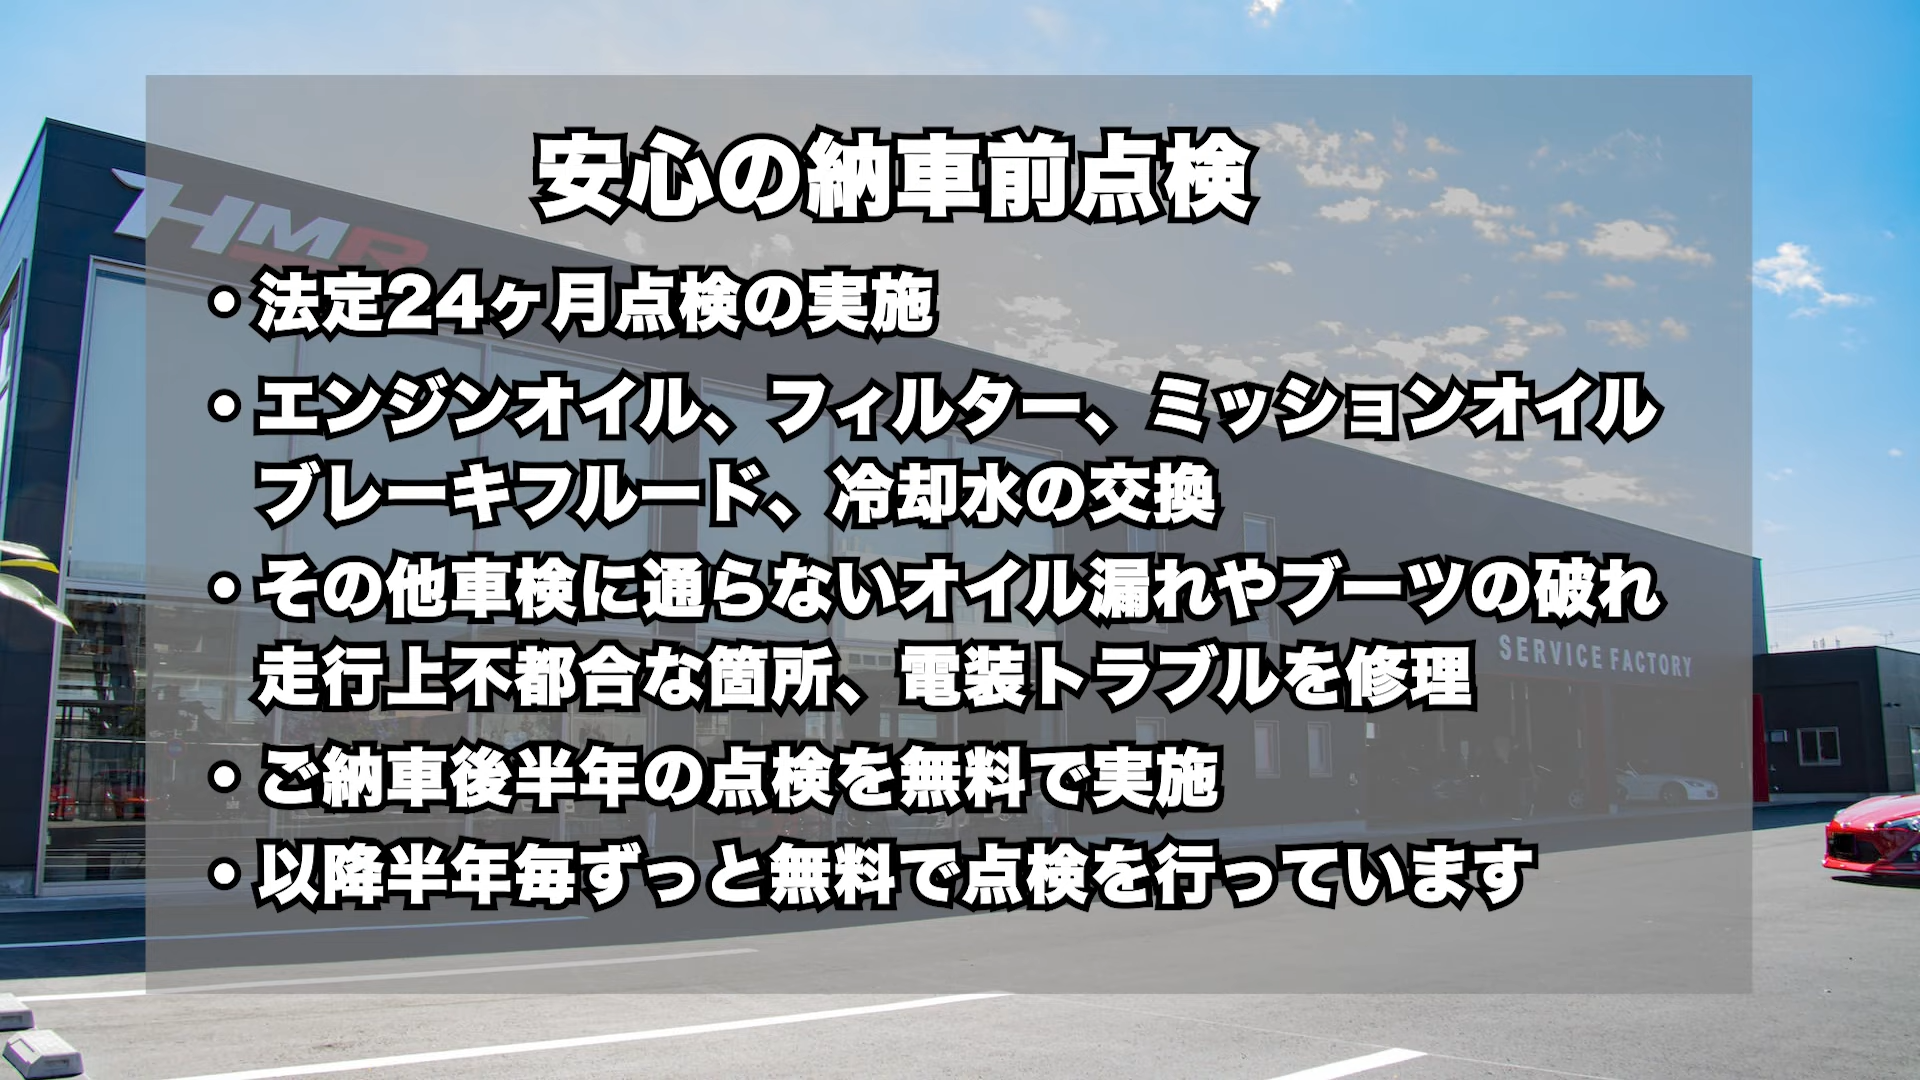 安心の納車前点検
HMR
・法定24ヶ月点検の実施
・エンジンオイル、フィルター、ミッションオイル
ブレーキフルード、冷却水の交換
・その他車検に通らないオイル漏れやブーツの破れ
走行上不都合な箇所、電装トラブルを修理
SERVICE FACTORY
・ご納車後半年の点検を無料で実施
・以降半年毎ずっと無料で点検を行っています